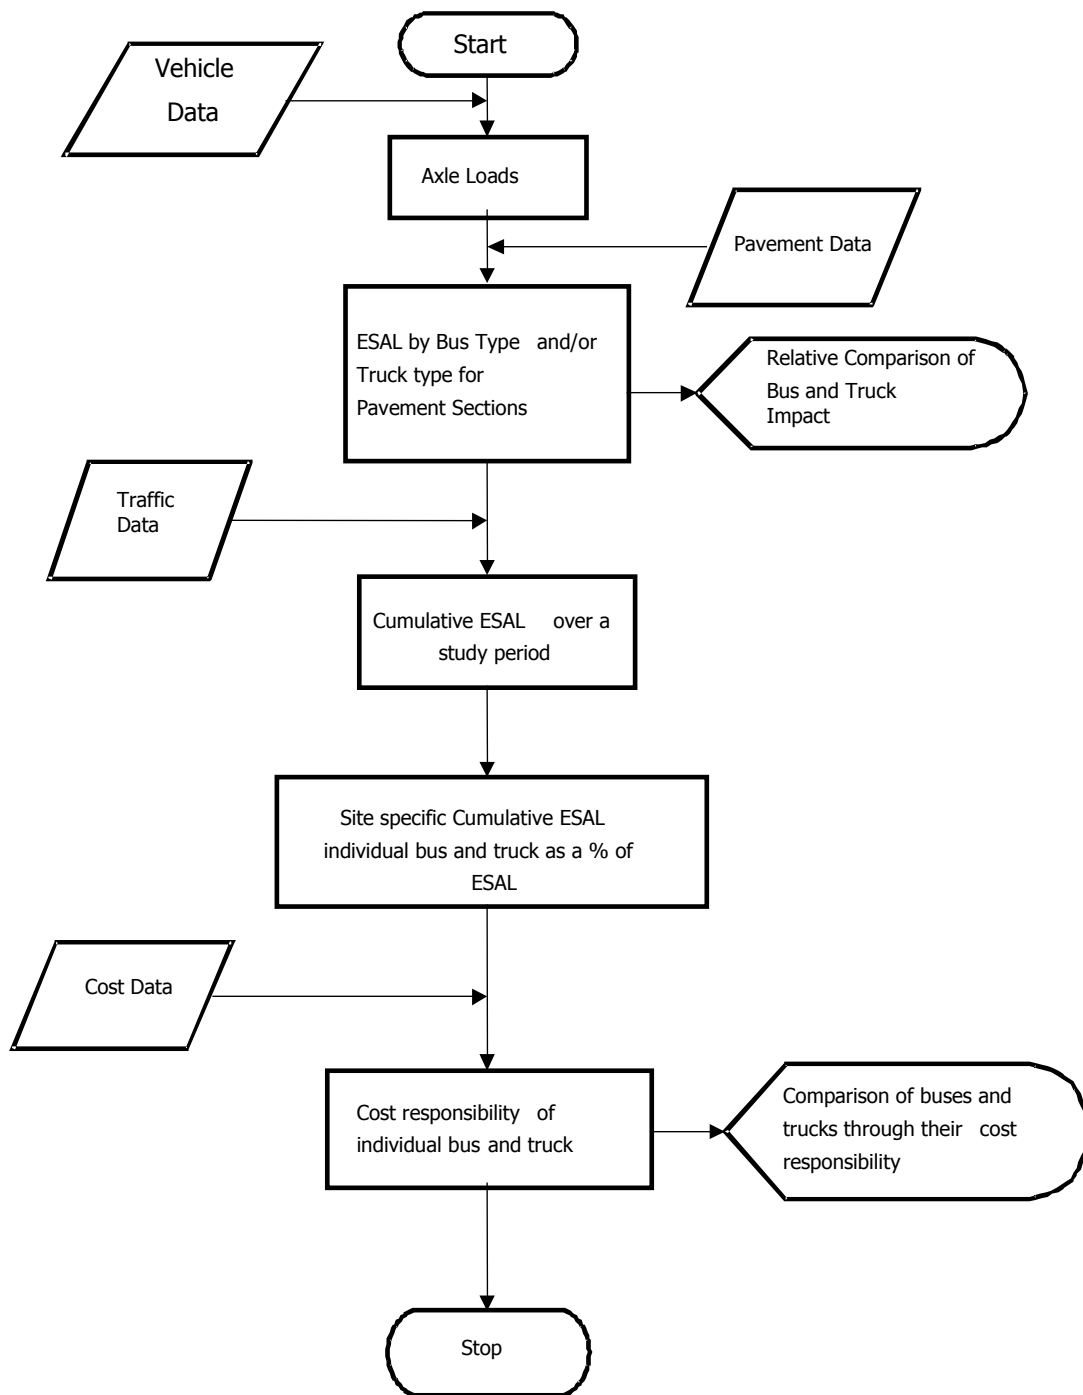 Start
Vehicle
Data
Axle Loads
Pavement Data
ESAL by Bus Type and/or
Truck type for
Pavement Sections
Relative Comparison of
Bus and Truck
Impact
Traffic
Data
Cumulative ESAL over a
study period
Site specific Cumulative ESAL
individual bus and truck as a % of
ESAL
Cost Data
Cost responsibility of
individual bus and truck
Comparison of buses and
trucks through their cost
responsibility
Stop